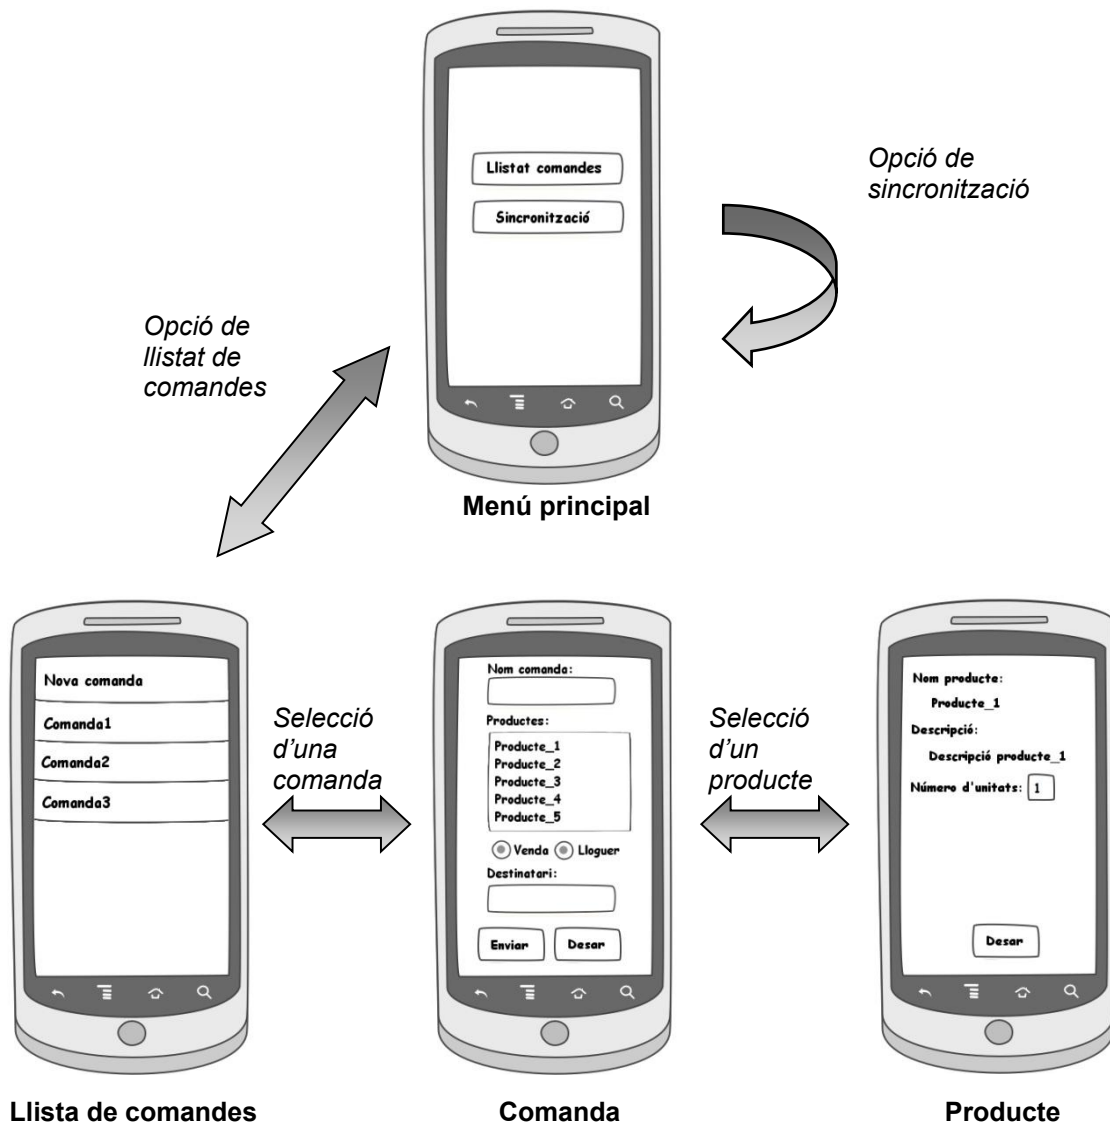 Llistat comandes
Sincronització
Opció de
sincronització
Opció de
llistat de
comandes
Menú principal
Nova comanda
Comanda1
Comanda2
Comanda3
Selecció
d'una
comanda
Nom comanda:
Productes:
Producte_1
Producte_2
Producte_3
Producte_4
Producte_5
Venda Lloguer
Destinatari:
Enviar Desar
Selecció
d'un
producte
Nom producte:
Producte_1
Descripció:
Descripció producte_1
Número d'unitats: 1
Desar
Llista de comandes
Comanda
Producte